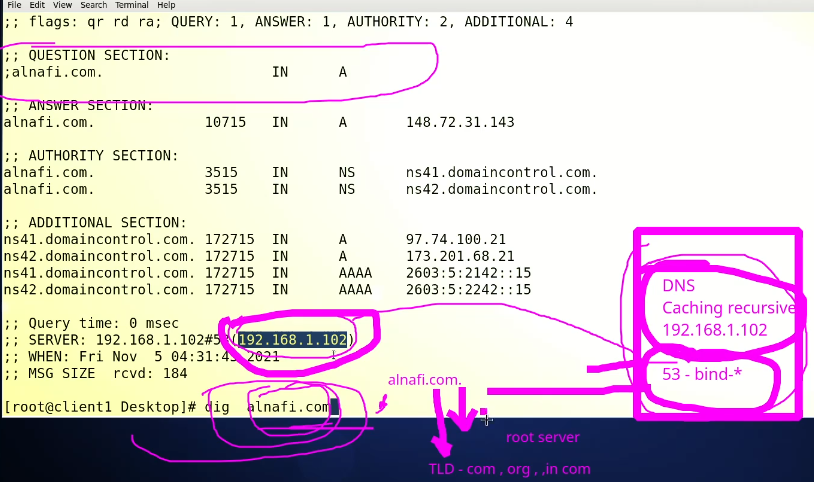 File Edit View Search Terminal Help
;; flags: qr rd ra; QUERY: 1, ANSWER: 1, AUTHORITY: 2, ADDITIONAL: 4
;; QUESTION SECTION:
;alnafi.com. IN A
;; ANSWER SECTION:
alnafi.com. 10715 IN A 148.72.31.143
;; AUTHORITY SECTION:
alnafi.com. 3515 IN NS ns41.domaincontrol.com.
alnafi.com. 3515 IN NS ns42.domaincontrol.com.
;; ADDITIONAL SECTION:
ns41.domaincontrol.com. 172715 IN A 97.74.100.21
ns42.domaincontrol.com. 172715 IN A 173.201.68.21
ns41.domaincontrol.com. 172715 IN AAAA 2603:5:2142::15
ns42.domaincontrol.com. 172715 IN AAAA 2603:5:2242::15
;; Query time: 0 msec
;; SERVER: 192.168.1.102#53(192.168.1.102)
;; WHEN: Fri Nov 5 04:31:43 2021
;; MSG SIZE rcvd: 184
[root@client1 Desktop]# dig alnafi.com
DNS
Caching recursive
192.168.1.102
53 - bind-*
alnafi.com.
root server
TLD - com , org , ,in com